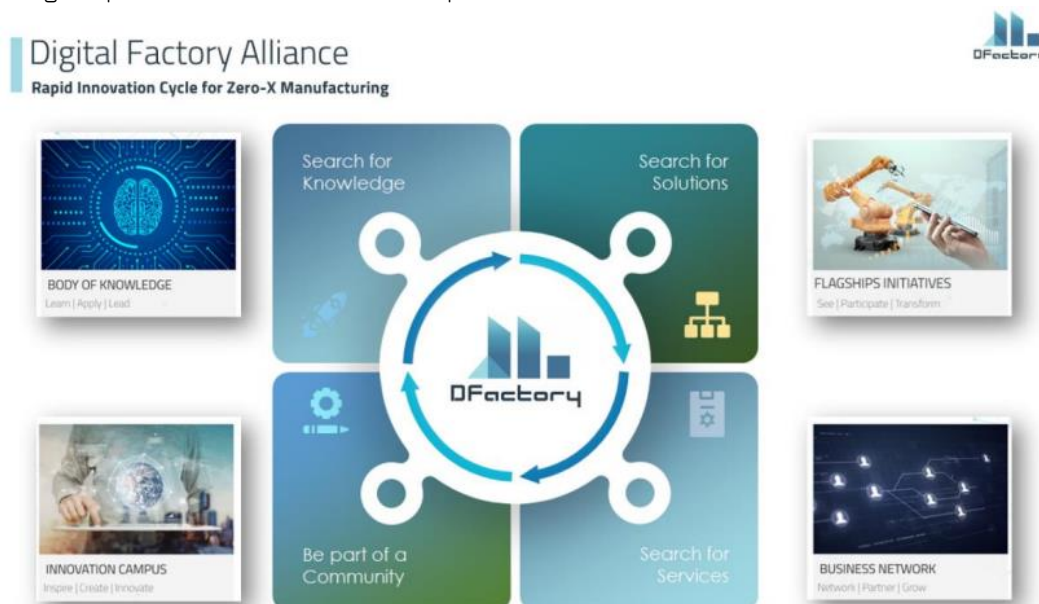 Digital Factory Alliance
Rapid Innovation Cycle for Zero-X Manufacturing
DFactory
BODY OF KNOWLEDGE
Learn | Apply | Lead
Search for
Knowledge
Search for
Solutions
FLAGSHIPS INITIATIVES
See | Participate | Transform
DFactory
INNOVATION CAMPUS
Inspire | Create | Innovate
Be part of a
Community
Search for
Services
BUSINESS NETWORK
Network | Partner | Grow